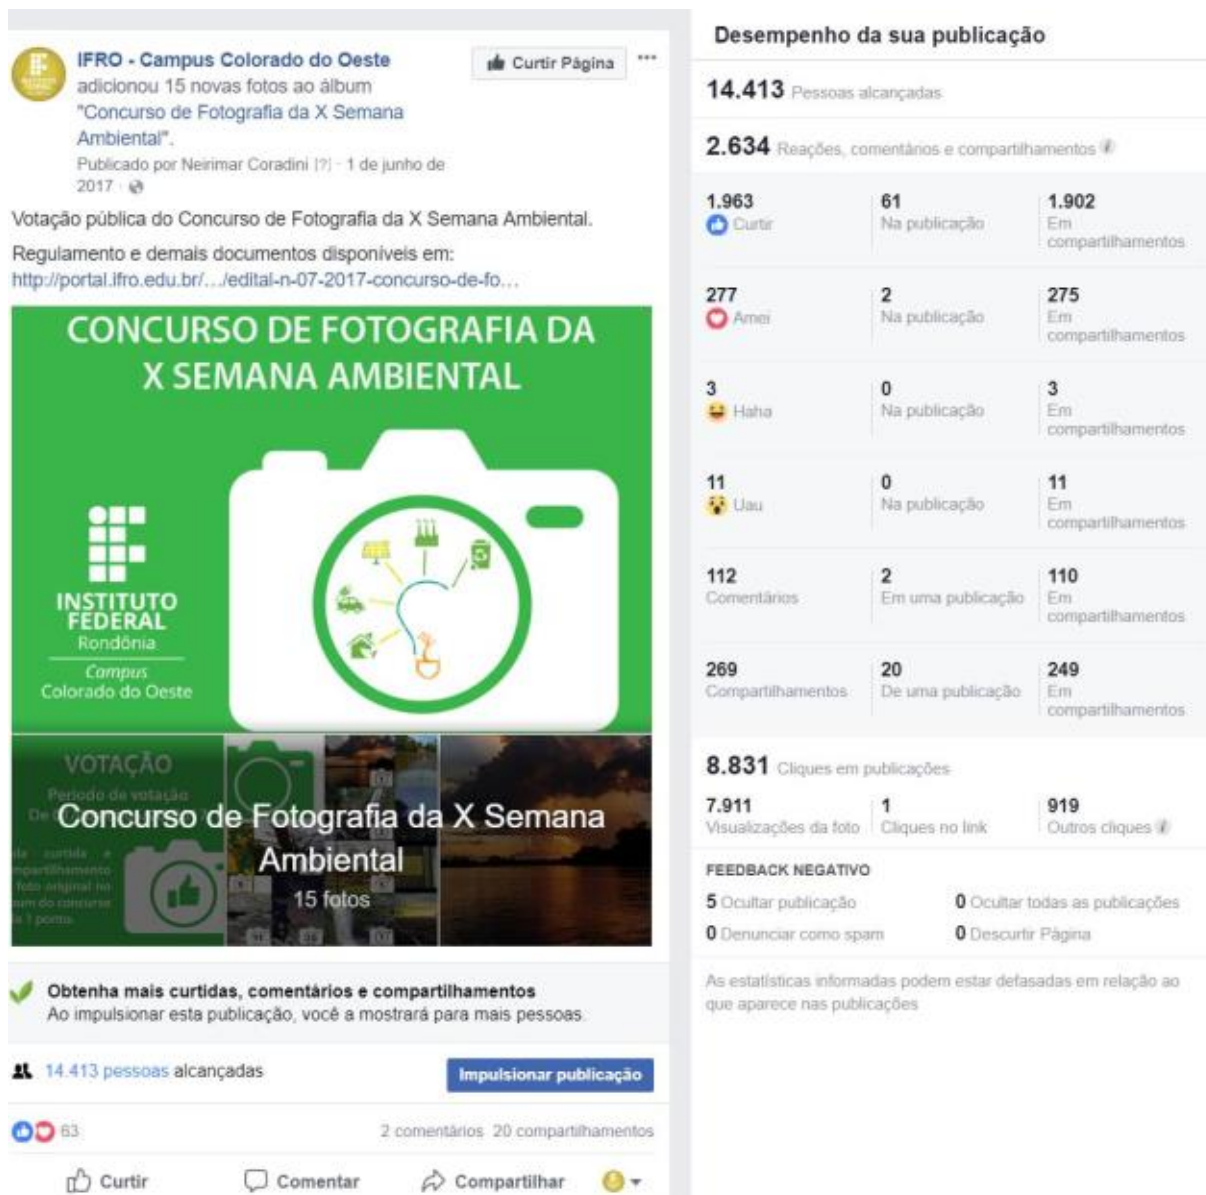 IFRO - Campus Colorado do Oeste
adicionou 15 novas fotos ao álbum
"Concurso de Fotografia da X Semana
Ambiental".
Publicado por Neirimar Coradini [?] · 1 de junho de
2017 ·
Curtir Página
Votação pública do Concurso de Fotografia da X Semana Ambiental.
Regulamento e demais documentos disponíveis em:
http://portal.ifro.edu.br/…/edital-n-07-2017-concurso-de-fo…
CONCURSO DE FOTOGRAFIA DA
X SEMANA AMBIENTAL
INSTITUTO
FEDERAL
Rondônia
Campus
Colorado do Oeste
VOTAÇÃO
Período de votação
Concurso de Fotografia da X Semana
Ambiental
15 fotos
Obtenha mais curtidas, comentários e compartilhamentos
Ao impulsionar esta publicação, você a mostrará para mais pessoas.
14.413 pessoas alcançadas
Impulsionar publicação
63
2 comentários 20 compartilhamentos
Curtir
Comentar
Compartilhar
Desempenho da sua publicação
14.413 Pessoas alcançadas
2.634 Reações, comentários e compartilhamentos
1.963 61 1.902
Curtir Na publicação Em
compartilhamentos
277 2 275
Amei Na publicação Em
compartilhamentos
3 0 3
Haha Na publicação Em
compartilhamentos
11 0 11
Uau Na publicação Em
compartilhamentos
112 2 110
Comentários Em uma publicação Em
compartilhamentos
269 20 249
Compartilhamentos De uma publicação Em
compartilhamentos
8.831 Cliques em publicações
7.911 1 919
Visualizações da foto Cliques no link Outros cliques
FEEDBACK NEGATIVO
5 Ocultar publicação 0 Ocultar todas as publicações
0 Denunciar como spam 0 Descurtir Página
As estatísticas informadas podem estar defasadas em relação ao
que aparece nas publicações